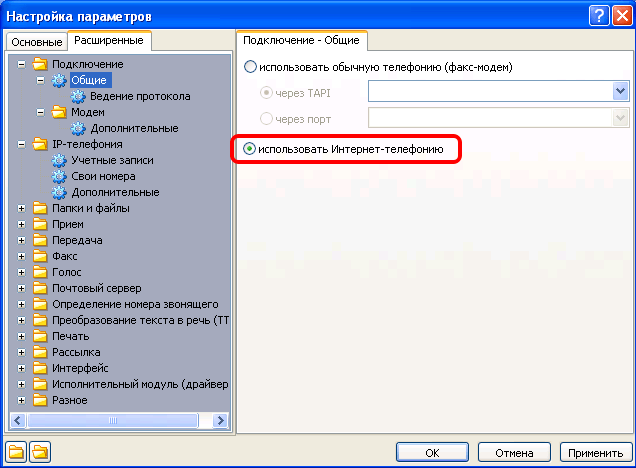 Настройка параметров
Основные
Расширенные
Подключение
Общие
Ведение протокола
Модем
Дополнительные
IP-телефония
Учетные записи
Свои номера
Дополнительные
Папки и файлы
Прием
Передача
Факс
Голос
Почтовый сервер
Определение номера звонящего
Преобразование текста в речь (TT
Печать
Рассылка
Интерфейс
Исполнительный модуль (драйвер
Разное
Подключение - Общие
использовать обычную телефонию (факс-модем)
через TAPI
через порт
использовать Интернет-телефонию
OK
Отмена
Применить